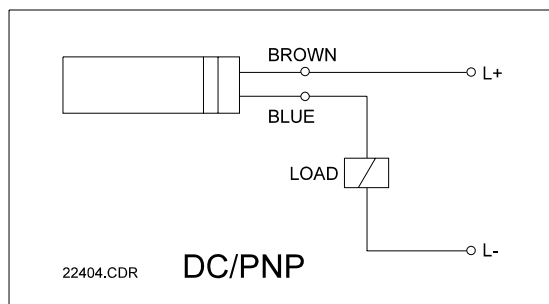 BROWN
L+
BLUE
LOAD
L-
22404.CDR
DC/PNP